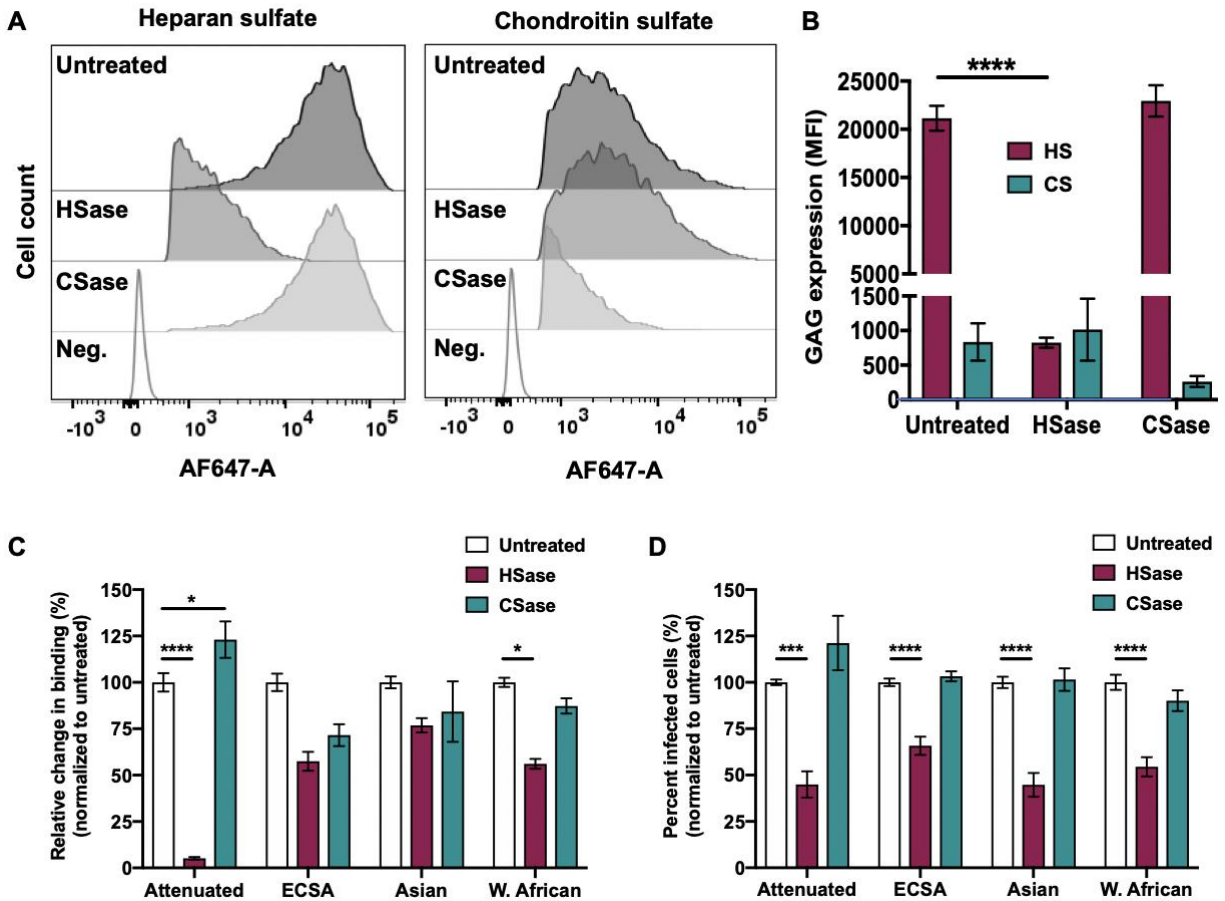 A
Heparan sulfate
Chondroitin sulfate
Cell count
Untreated
HSase
CSase
Neg.
-10³ 0 10³ 10⁴ 10⁵
AF647-A
Untreated
HSase
CSase
Neg.
-10³ 0 10³ 10⁴ 10⁵
AF647-A
B
GAG expression (MFI)
25000
20000
15000
10000
5000
1500
1000
500
0
****
HS
CS
Untreated HSase CSase
C
Untreated
HSase
CSase
Relative change in binding (%)
(normalized to untreated)
150
125
100
75
50
25
0
*
****
*
Attenuated ECSA Asian W. African
D
Untreated
HSase
CSase
Percent infected cells (%)
(normalized to untreated)
150
125
100
75
50
25
0
*** **** **** ****
Attenuated ECSA Asian W. African